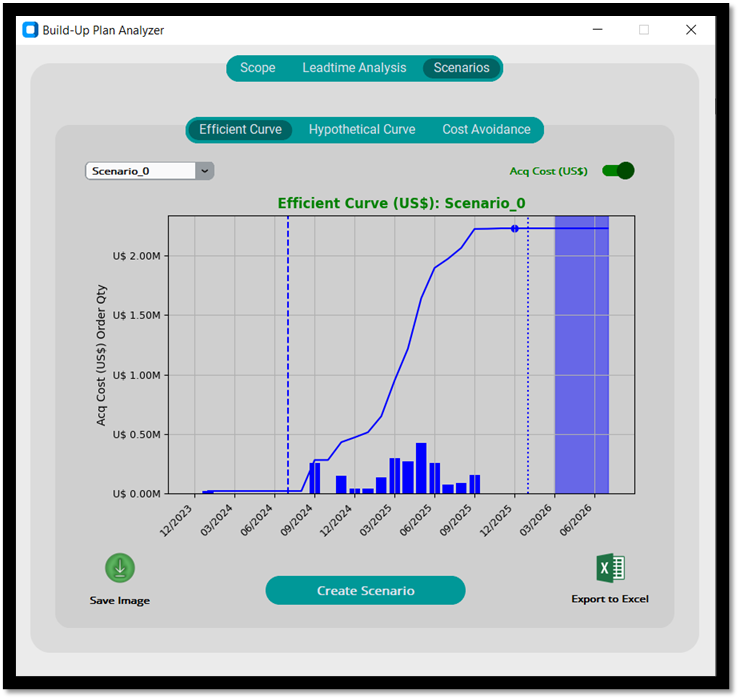 Build-Up Plan Analyzer
Scope Leadtime Analysis Scenarios
Efficient Curve Hypothetical Curve Cost Avoidance
Scenario_0
Acq Cost (US$)
Efficient Curve (US$): Scenario_0
Acq Cost (US$) Order Qty
U$ 2.00M
U$ 1.50M
U$ 1.00M
U$ 0.50M
U$ 0.00M
12/2023 03/2024 06/2024 09/2024 12/2024 03/2025 06/2025 09/2025 12/2025 03/2026 06/2026
Save Image
Create Scenario
X
Export to Excel